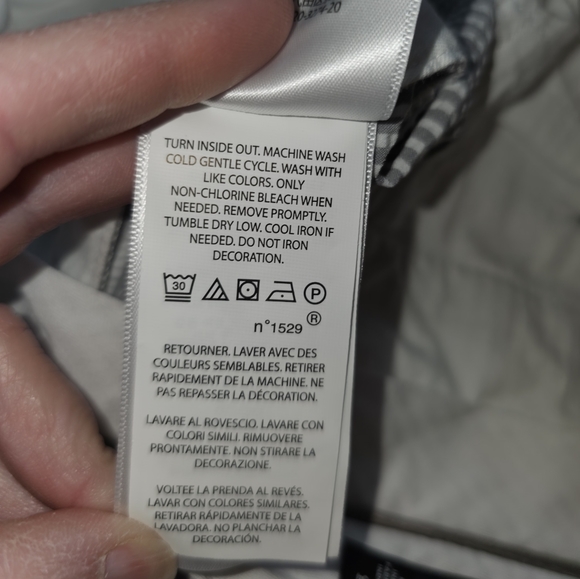 TURN INSIDE OUT. MACHINE WASH
COLD GENTLE CYCLE. WASH WITH
LIKE COLORS. ONLY
NON-CHLORINE BLEACH WHEN
NEEDED. REMOVE PROMPTLY.
TUMBLE DRY LOW. COOL IRON IF
NEEDED. DO NOT IRON
DECORATION.
30 P
n°1529 ®
RETOURNER. LAVER AVEC DES
COULEURS SEMBLABLES. RETIRER
RAPIDEMENT DE LA MACHINE. NE
PAS REPASSER LA DÉCORATION.
LAVARE AL ROVESCIO. LAVARE CON
COLORI SIMILI. RIMUOVERE
PRONTAMENTE. NON STIRARE LA
DECORAZIONE.
VOLTEE LA PRENDA AL REVÉS.
LAVAR CON COLORES SIMILARES.
RETIRAR RÁPIDAMENTE DE LA
LAVADORA. NO PLANCHAR LA
DECORACIÓN.